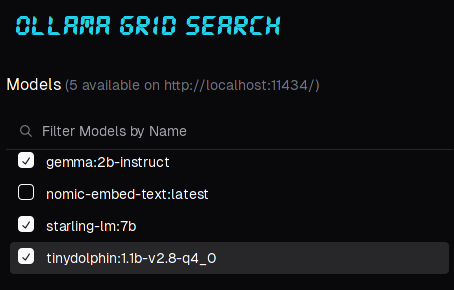 OLLAMA GRID SEARCH
Models (5 available on http://localhost:11434/)
Filter Models by Name
gemma:2b-instruct
nomic-embed-text:latest
starling-lm:7b
tinydolphin:1.1b-v2.8-q4_0